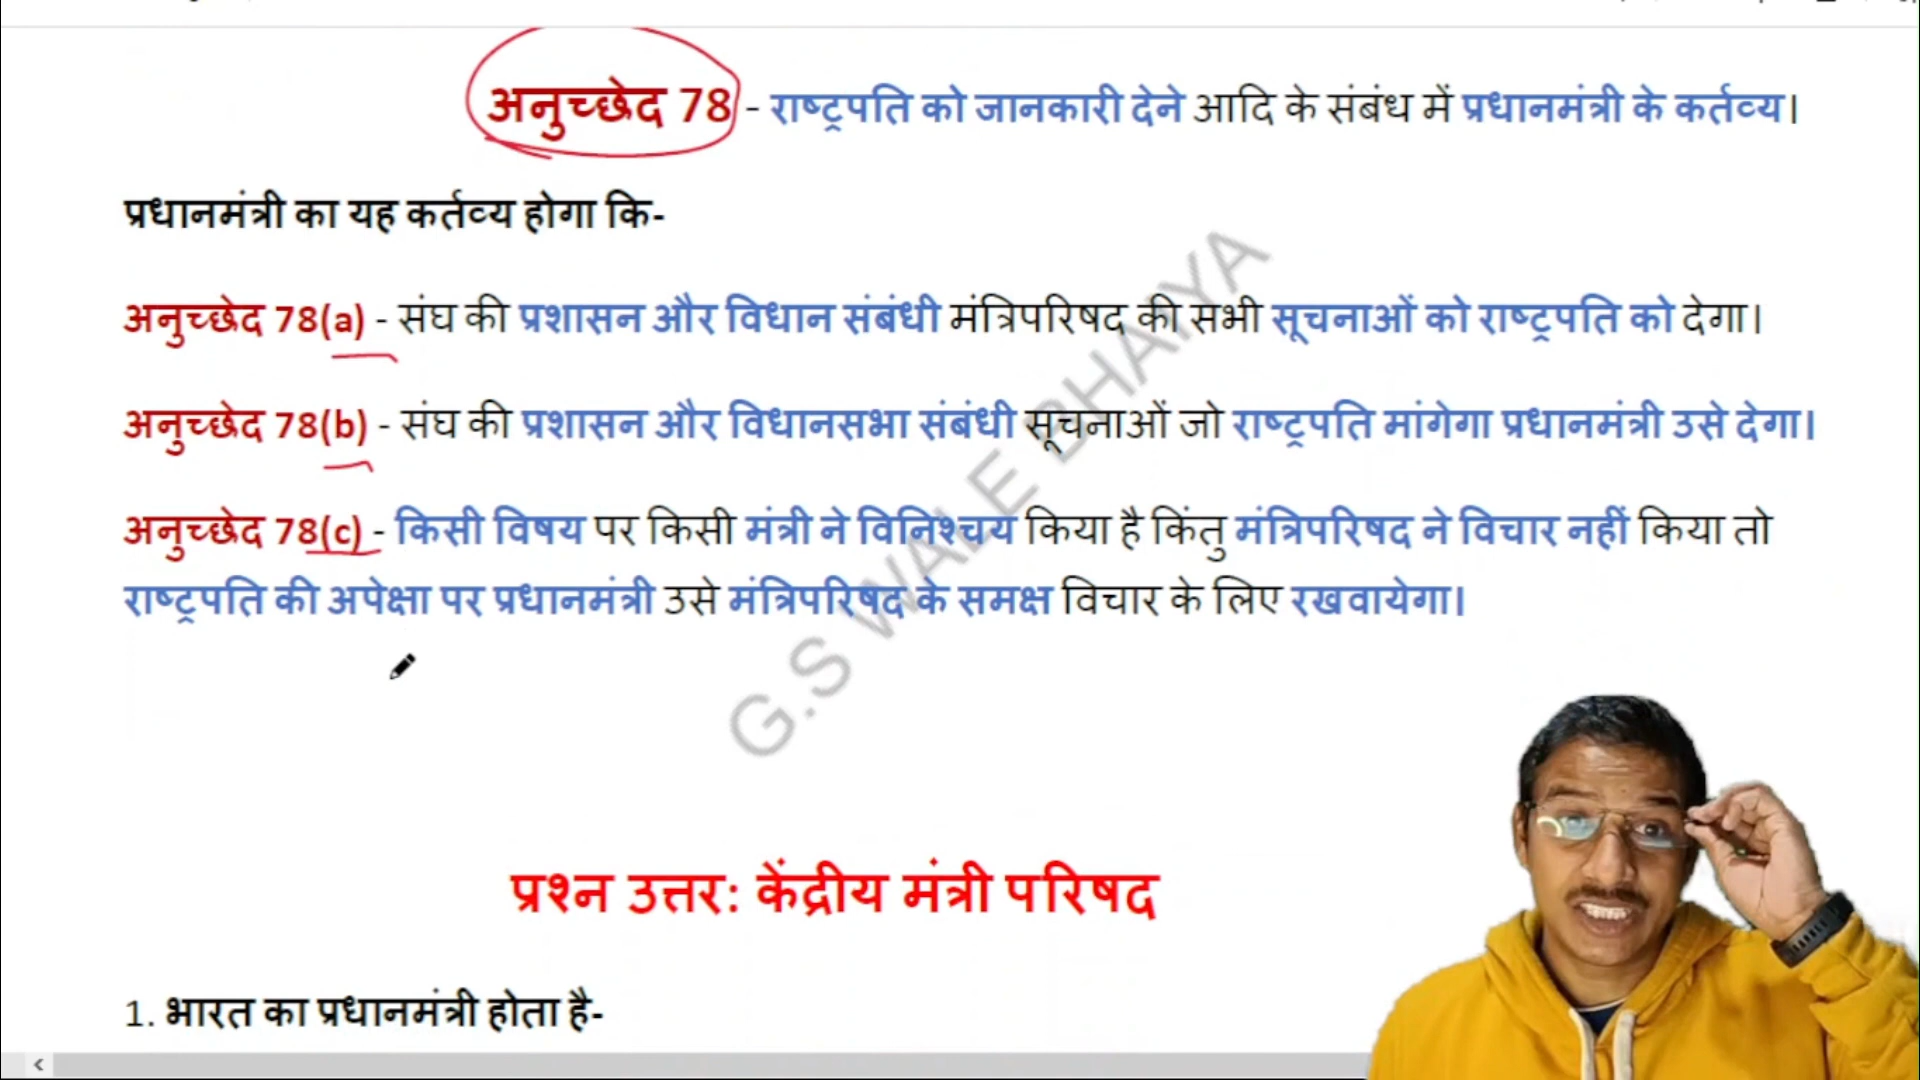 अनुच्छेद 78 - राष्ट्रपति को जानकारी देने आदि के संबंध में प्रधानमंत्री के कर्तव्य।
प्रधानमंत्री का यह कर्तव्य होगा कि-
अनुच्छेद 78(a) - संघ की प्रशासन और विधान संबंधी मंत्रिपरिषद की सभी सूचनाओं को राष्ट्रपति को देगा।
अनुच्छेद 78(b) - संघ की प्रशासन और विधानसभा संबंधी सूचनाओं जो राष्ट्रपति मांगेगा प्रधानमंत्री उसे देगा।
अनुच्छेद 78(c) - किसी विषय पर किसी मंत्री ने विनिश्चय किया है किंतु मंत्रिपरिषद ने विचार नहीं किया तो
राष्ट्रपति की अपेक्षा पर प्रधानमंत्री उसे मंत्रिपरिषद के समक्ष विचार के लिए रखवायेगा।
G.S WALE BHAIYA
प्रश्न उत्तर: केंद्रीय मंत्री परिषद
1. भारत का प्रधानमंत्री होता है-